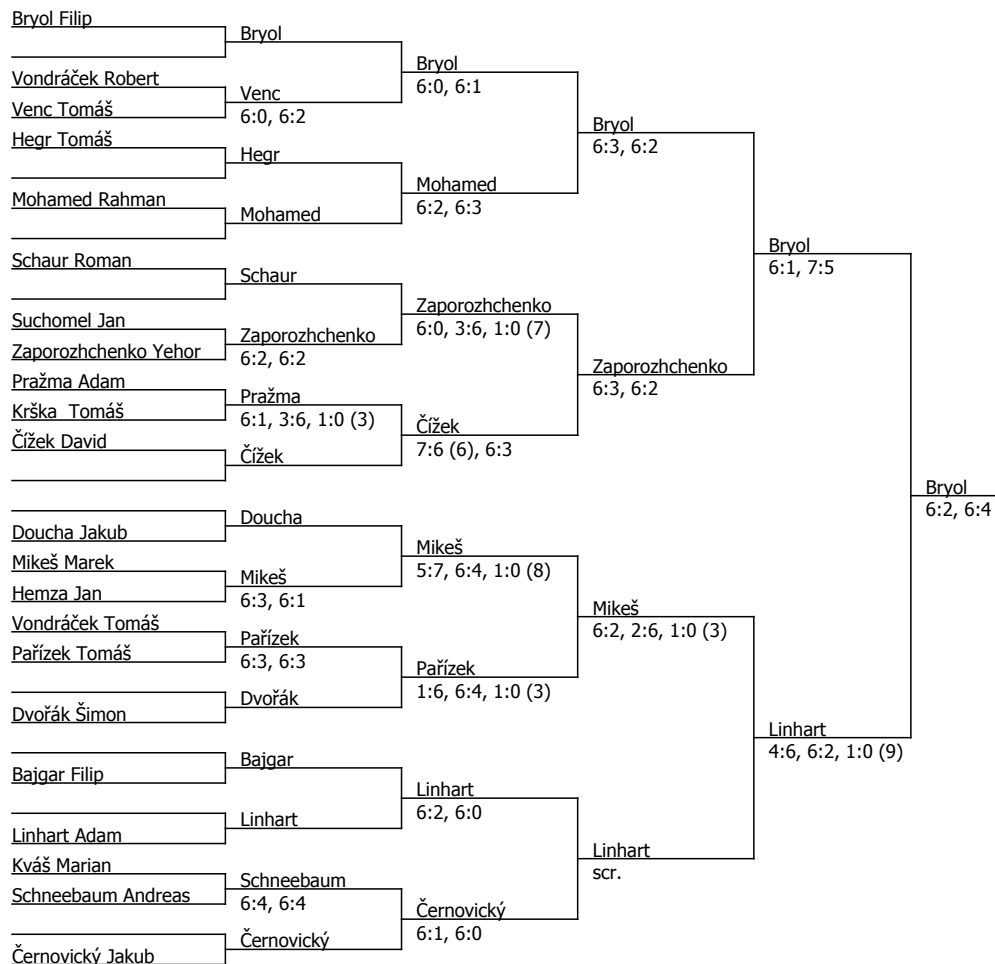 Bryol Filip
Vondráček Robert
Venc Tomáš
Hegr Tomáš
Mohamed Rahman
Schaur Roman
Suchomel Jan
Zaporozhchenko Yehor
Pražma Adam
Krška  Tomáš
Čížek David
Doucha Jakub
Mikeš Marek
Hemza Jan
Vondráček Tomáš
Pařízek Tomáš
Dvořák Šimon
Bajgar Filip
Linhart Adam
Kváš Marian
Schneebaum Andreas
Černovický Jakub
Bryol
Venc
6:0, 6:2
Hegr
Mohamed
Schaur
Zaporozhchenko
6:2, 6:2
Pražma
6:1, 3:6, 1:0 (3)
Čížek
Doucha
Mikeš
6:3, 6:1
Pařízek
6:3, 6:3
Dvořák
Bajgar
Linhart
Schneebaum
6:4, 6:4
Černovický
Bryol
6:0, 6:1
Mohamed
6:2, 6:3
Zaporozhchenko
6:0, 3:6, 1:0 (7)
Čížek
7:6 (6), 6:3
Mikeš
5:7, 6:4, 1:0 (8)
Pařízek
1:6, 6:4, 1:0 (3)
Linhart
6:2, 6:0
Černovický
6:1, 6:0
Bryol
6:3, 6:2
Zaporozhchenko
6:3, 6:2
Mikeš
6:2, 2:6, 1:0 (3)
Linhart
scr.
Bryol
6:1, 7:5
Linhart
4:6, 6:2, 1:0 (9)
Bryol
6:2, 6:4